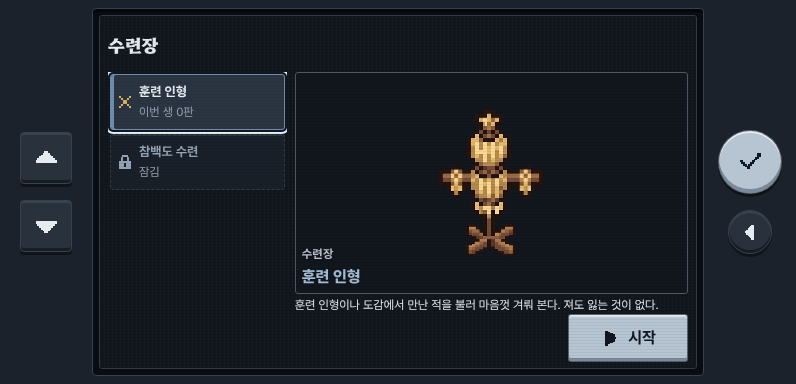 수련장
훈련 인형
이번 생 0판
참백도 수련
잠김
수련장
훈련 인형
훈련 인형이나 도감에서 만난 적을 불러 마음껏 겨뤄 본다. 져도 잃는 것이 없다.
시작